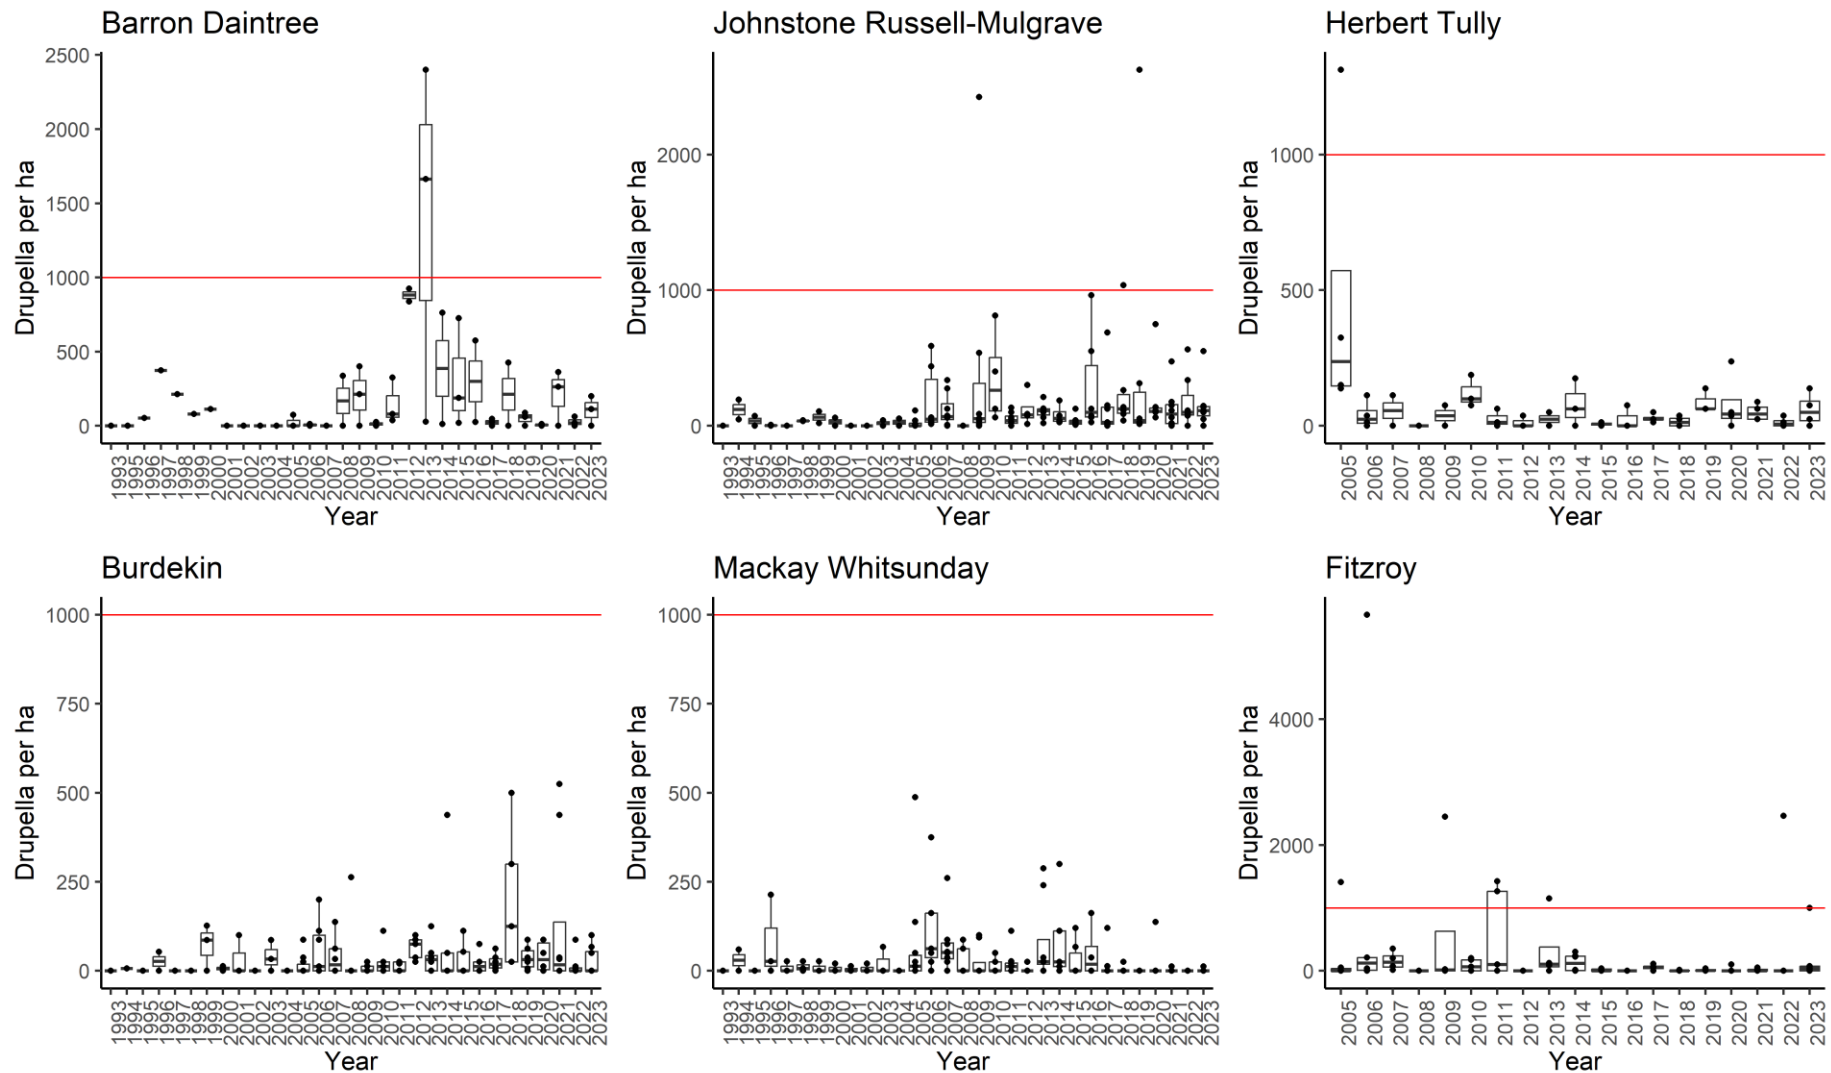 Barron Daintree
Drupella per ha
2500
2000
1500
1000
500
0
1993 1995 1996 1997 1998 1999 2000 2001 2002 2003 2004 2005 2006 2007 2008 2009 2010 2011 2012 2013 2014 2015 2016 2017 2018 2019 2020 2021 2022 2023
Year
Johnstone Russell-Mulgrave
Drupella per ha
2000
1000
0
1993 1994 1995 1996 1997 1998 1999 2000 2001 2002 2003 2004 2005 2006 2007 2008 2009 2010 2011 2012 2013 2014 2015 2016 2017 2018 2019 2020 2021 2022 2023
Year
Herbert Tully
Drupella per ha
1000
500
0
2005 2006 2007 2008 2009 2010 2011 2012 2013 2014 2015 2016 2017 2018 2019 2020 2021 2022 2023
Year
Burdekin
Drupella per ha
1000
750
500
250
0
1993 1994 1995 1996 1997 1998 1999 2000 2001 2002 2003 2004 2005 2006 2007 2008 2009 2010 2011 2012 2013 2014 2015 2016 2017 2018 2019 2020 2021 2022 2023
Year
Mackay Whitsunday
Drupella per ha
1000
750
500
250
0
1993 1994 1995 1996 1997 1998 1999 2000 2001 2002 2003 2004 2005 2006 2007 2008 2009 2010 2011 2012 2013 2014 2015 2016 2017 2018 2019 2020 2021 2022 2023
Year
Fitzroy
Drupella per ha
4000
2000
0
2005 2006 2007 2008 2009 2010 2011 2012 2013 2014 2015 2016 2017 2018 2019 2020 2021 2022 2023
Year